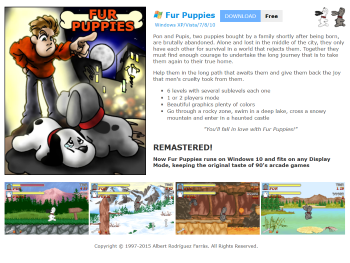 FUR
PUPPIES
Fur Puppies
DOWNLOAD
Free!
Windows XP/Vista/7/8/10
Pon and Pupis, two puppies bought by a family shortly after being born,
are brutally abandoned. Alone and lost in the middle of the city, they only
have each other for survival in a world that rejects them. Together they
must find enough courage to undertake the long journey that is to take
them again to their true home.
Help them in the long path that awaits them and give them back the joy
that men's cruelty took from them.
6 levels with several sublevels each one
1 or 2 players mode
Beautiful graphics plenty of colors
Go through a rocky zone, swim in a deep lake, cross a snowy
mountain and enter in a haunted castle
"You'll fall in love with Fur Puppies!"
REMASTERED!
Now Fur Puppies runs on Windows 10 and fits on any Display
Mode, keeping the original taste of 90's arcade games
Copyright © 1997-2015 Albert Rodríguez Farràs. All Rights Reserved.